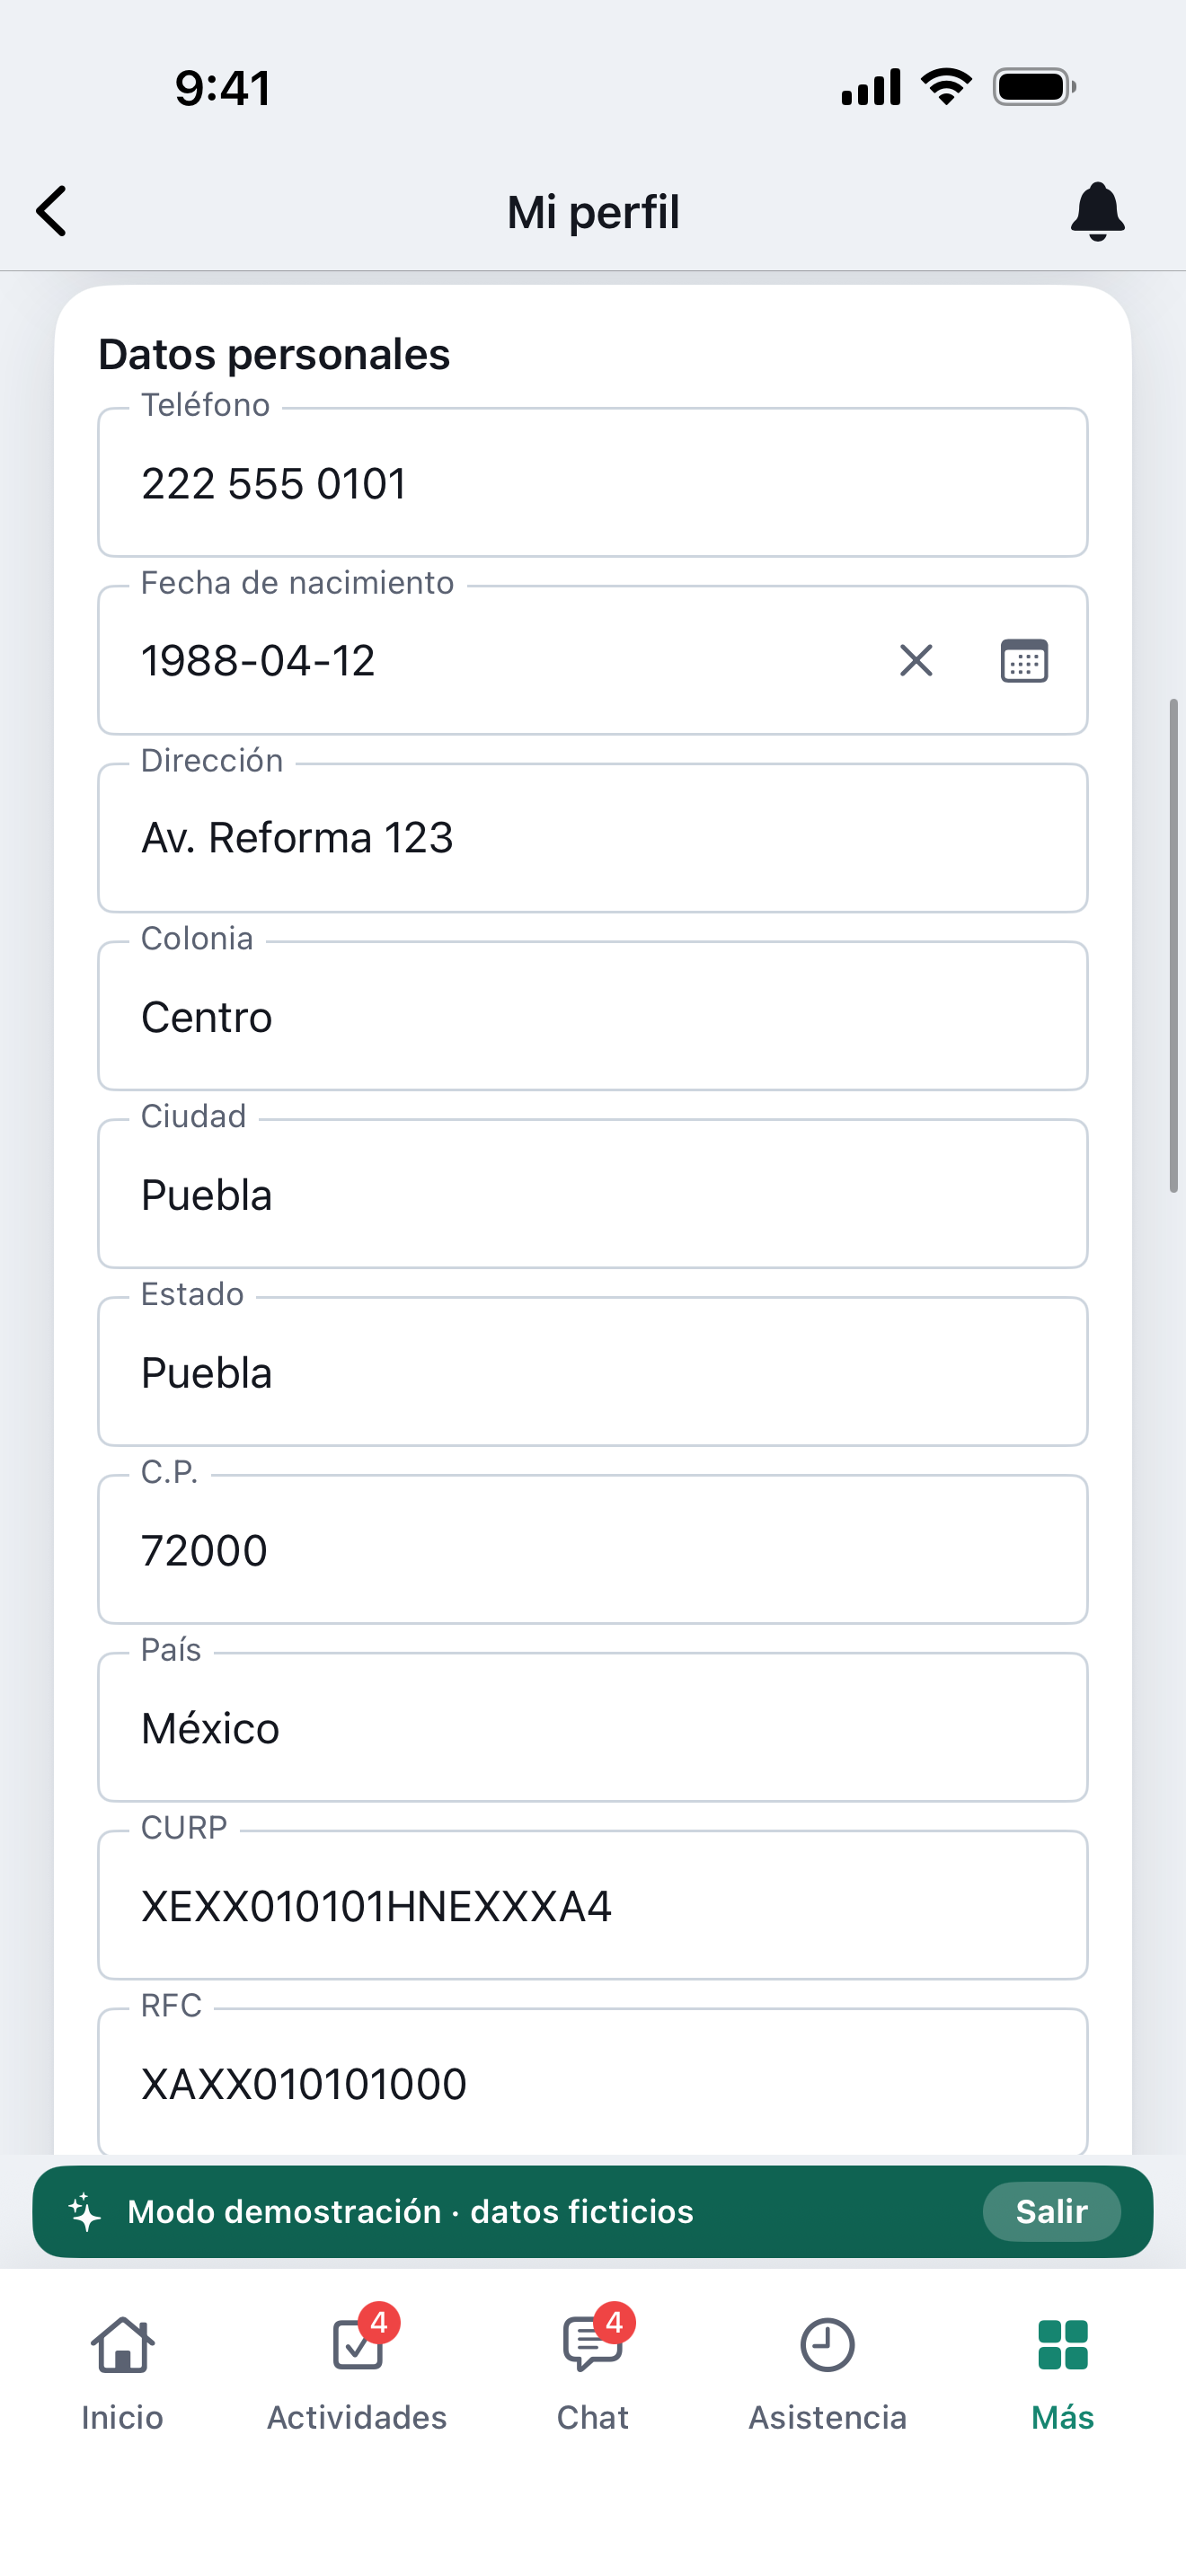 9:41
Mi perfil
Datos personales
Teléfono
222 555 0101
Fecha de nacimiento
1988-04-12
Dirección
Av. Reforma 123
Colonia
Centro
Ciudad
Puebla
Estado
Puebla
C.P.
72000
País
México
CURP
XEXX010101HNEXXXA4
RFC
XAXX010101000
Modo demostración · datos ficticios
Salir
4
4
Inicio
Actividades
Chat
Asistencia
Más